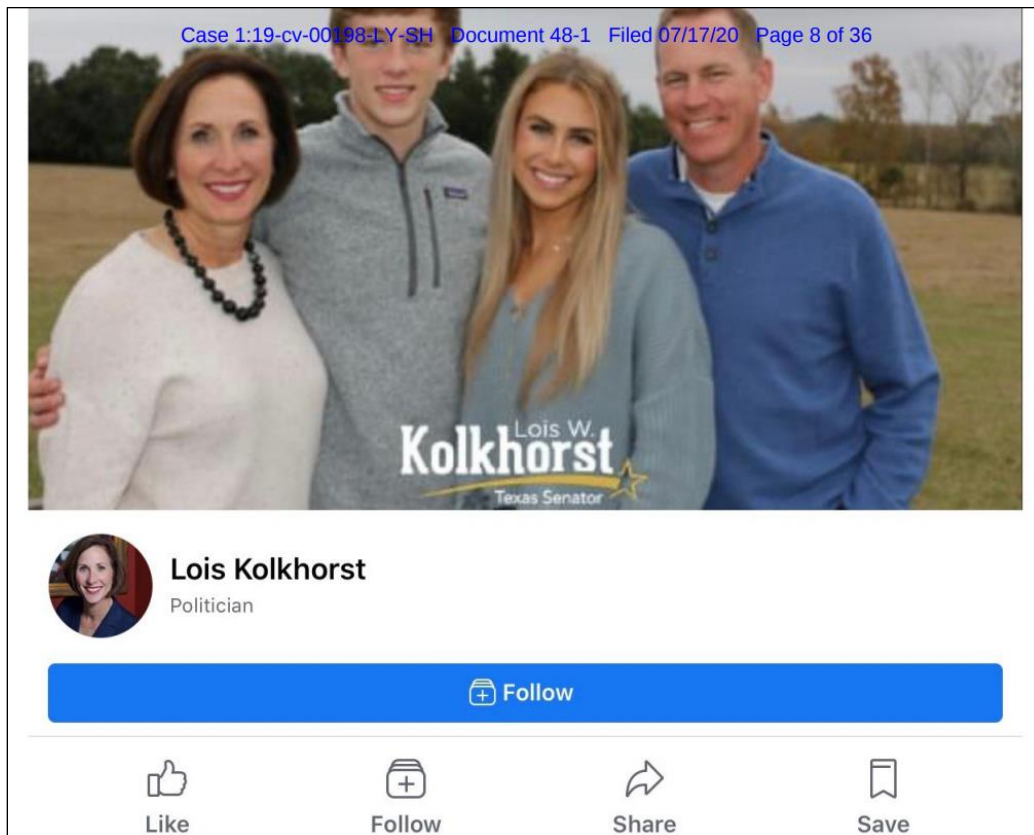 Case 1:19-cv-00198-LY-SH Document 48-1 Filed 07/17/20 Page 8 of 36
Lois W.
Kolkhorst
Texas Senator
Lois Kolkhorst
Politician
Follow
Like
Follow
Share
Save